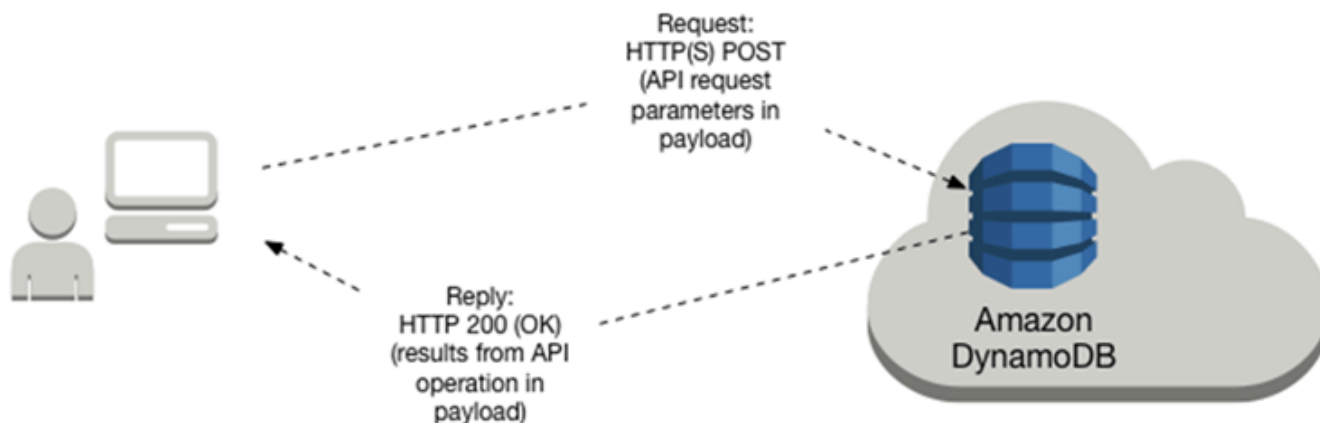 Request:
HTTP(S) POST
(API request
parameters in
payload)
Reply:
HTTP 200 (OK)
(results from API
operation in
payload)
Amazon
DynamoDB